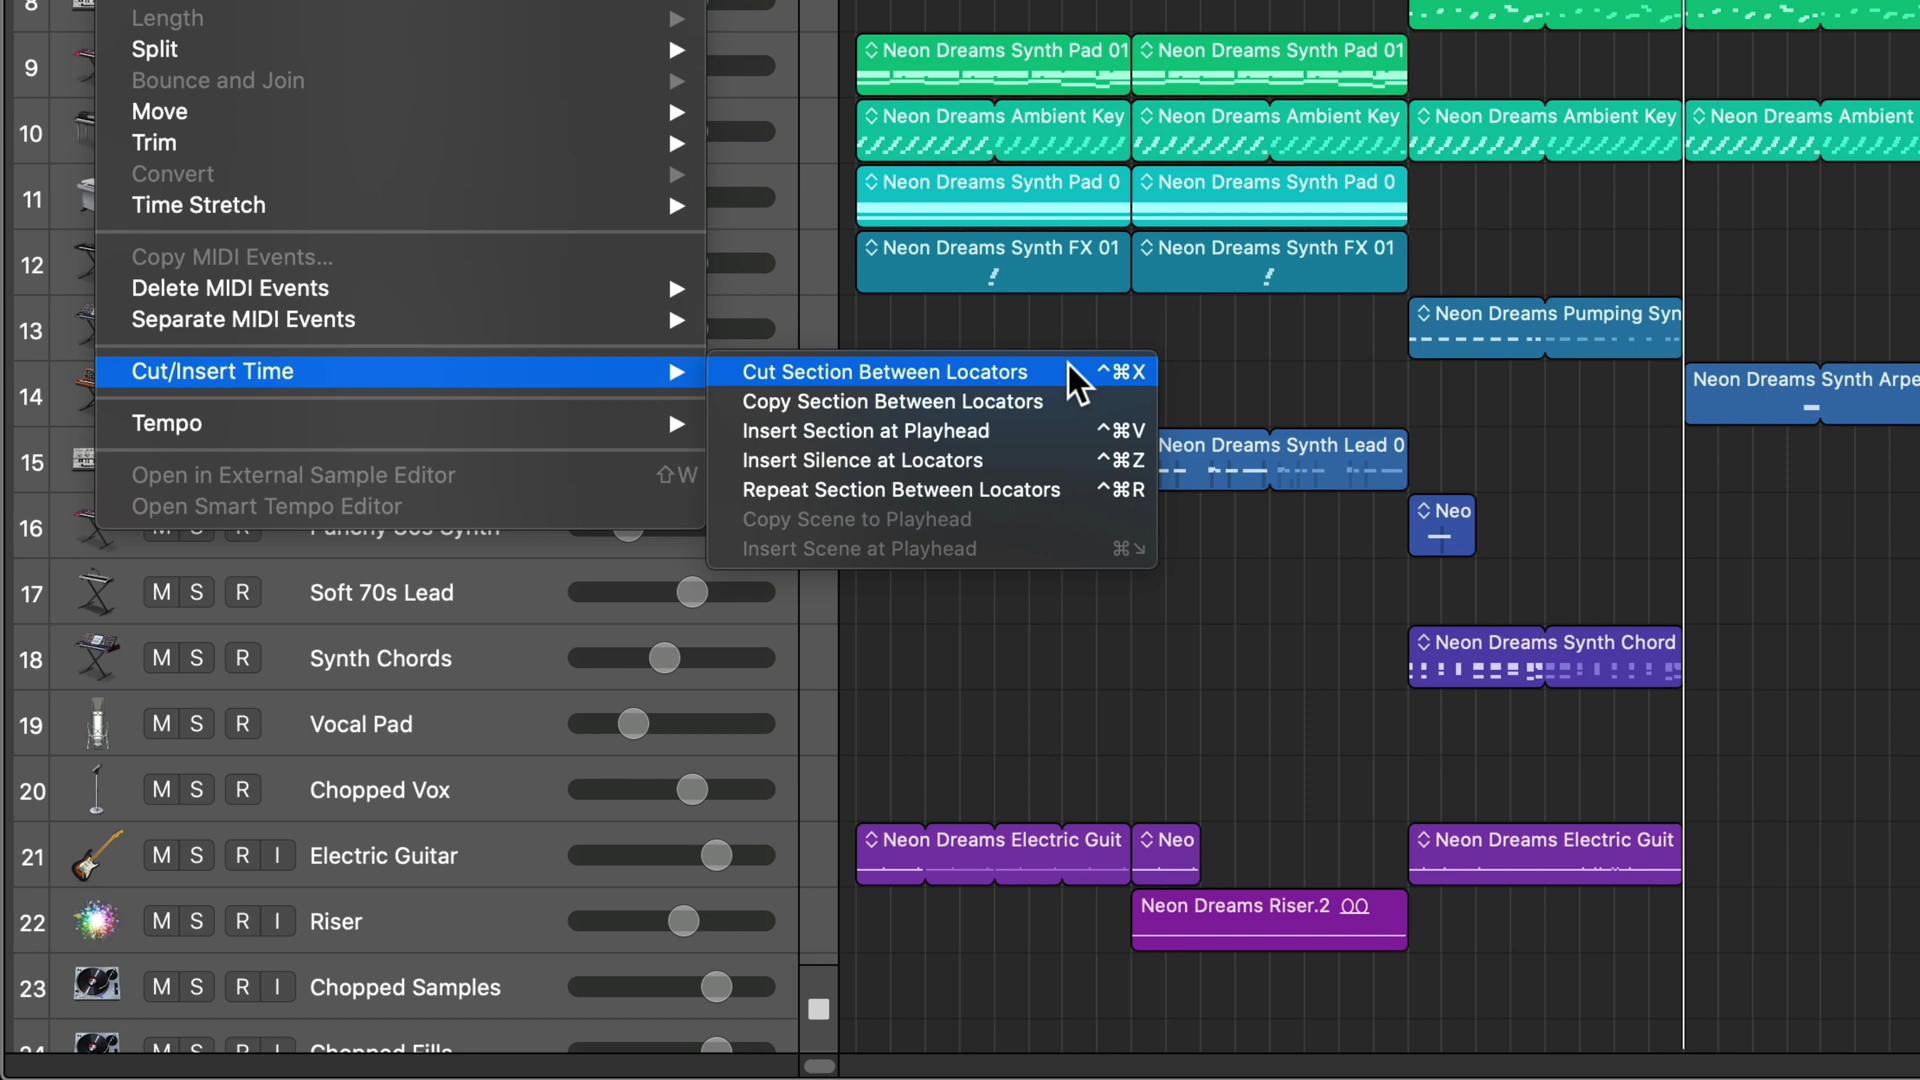 8
Length
Split
Bounce and Join
Move
Trim
Convert
Time Stretch
Copy MIDI Events...
Delete MIDI Events
Separate MIDI Events
Cut/Insert Time
Tempo
Open in External Sample Editor ⇧W
Open Smart Tempo Editor
Cut Section Between Locators ^⌘X
Copy Section Between Locators
Insert Section at Playhead ^⌘V
Insert Silence at Locators ^⌘Z
Repeat Section Between Locators ^⌘R
Copy Scene to Playhead
Insert Scene at Playhead ⌘↘
9 Neon Dreams Synth Pad 01 Neon Dreams Synth Pad 01
10 Neon Dreams Ambient Key Neon Dreams Ambient Key Neon Dreams Ambient Key Neon Dreams Ambient
11 Neon Dreams Synth Pad 0 Neon Dreams Synth Pad 0
12 Neon Dreams Synth FX 01 Neon Dreams Synth FX 01
13 Neon Dreams Pumping Syn
14 Neon Dreams Synth Arpe
15 Neon Dreams Synth Lead 0
16 Neo
17 M S R Soft 70s Lead
18 M S R Synth Chords Neon Dreams Synth Chord
19 M S R Vocal Pad
20 M S R Chopped Vox
21 M S R I Electric Guitar Neon Dreams Electric Guit Neo Neon Dreams Electric Guit
22 M S R I Riser Neon Dreams Riser.2
23 M S R I Chopped Samples